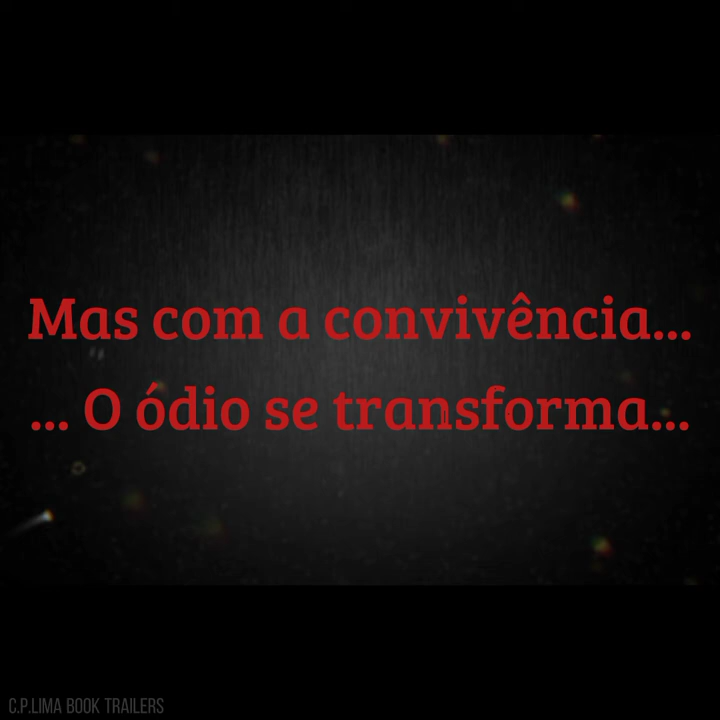 Mas com a convivência...
... O ódio se transforma...
C.P.LIMA BOOK TRAILERS